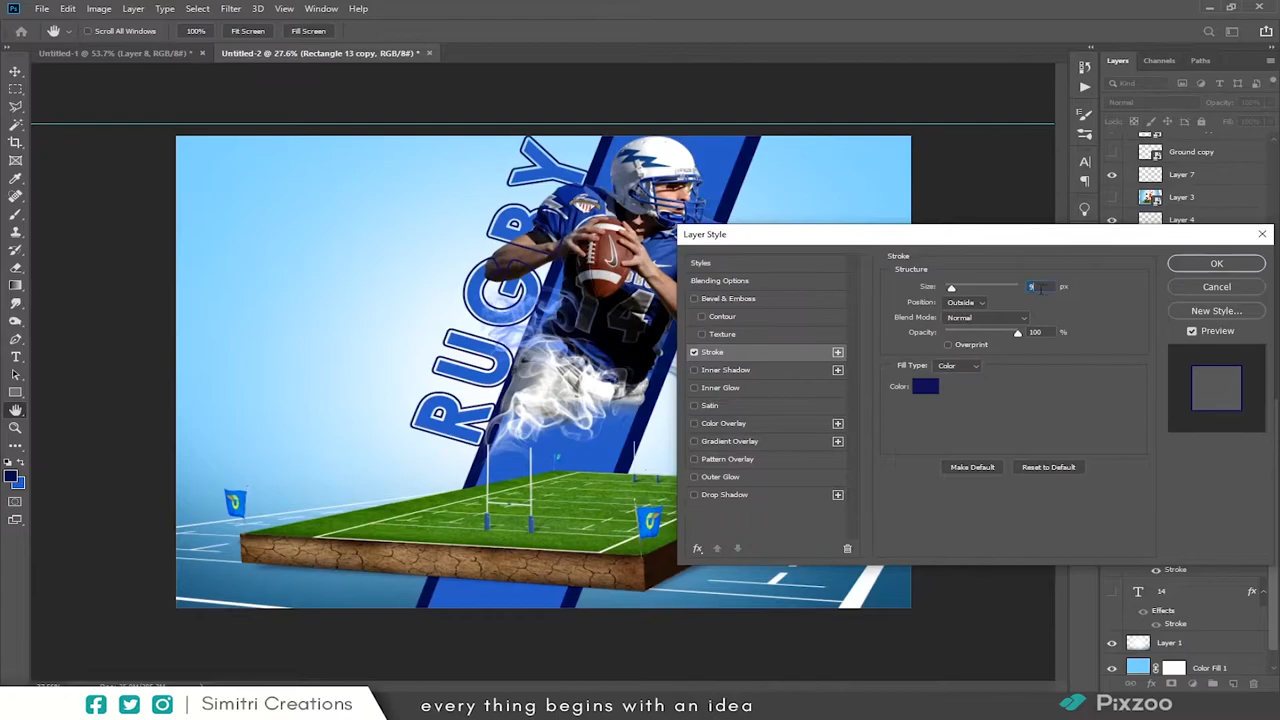 Ps File Edit Image Layer Type Select Filter 3D View Window Help
Scroll All Windows 100% Fit Screen Fill Screen
Untitled-1 @ 53.7% (Layer 8, RGB/8#) * × Untitled-2 @ 27.6% (Rectangle 13 copy, RGB/8#) * ×
Layers Channels Paths
Kind
Normal Opacity: 100%
Lock: Fill: 100%
Ground copy
Layer 7
Layer 3
Layer 4
RUGBY
14
Layer Style
Styles
Blending Options
Bevel & Emboss
Contour
Texture
Stroke
Inner Shadow
Inner Glow
Satin
Color Overlay
Gradient Overlay
Pattern Overlay
Outer Glow
Drop Shadow
fx
Stroke
Structure
Size: 9 px
Position: Outside
Blend Mode: Normal
Opacity: 100 %
Overprint
Fill Type: Color
Color:
Make Default Reset to Default
OK
Cancel
New Style...
Preview
Stroke
T 14 fx
Effects
Stroke
Layer 1
Color Fill 1
Simitri Creations
every thing begins with an idea
Pixzoo